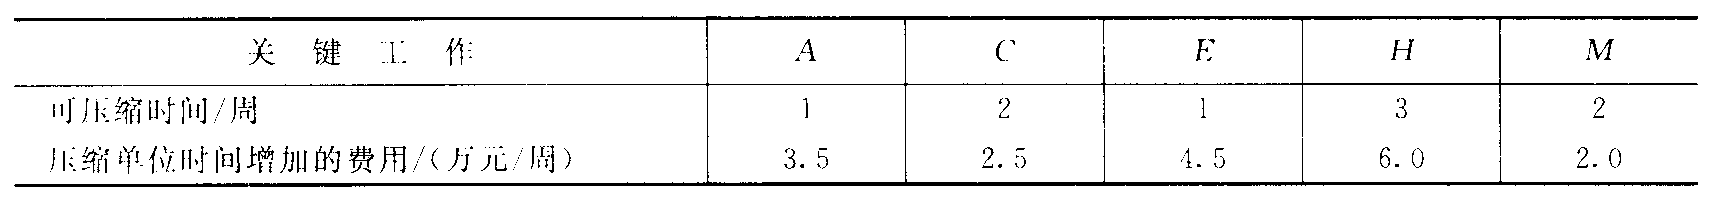 关键工作 A C E H M
可压缩时间/周 1 2 1 3 2
压缩单位时间增加的费用/(万元/周) 3.5 2.5 4.5 6.0 2.0